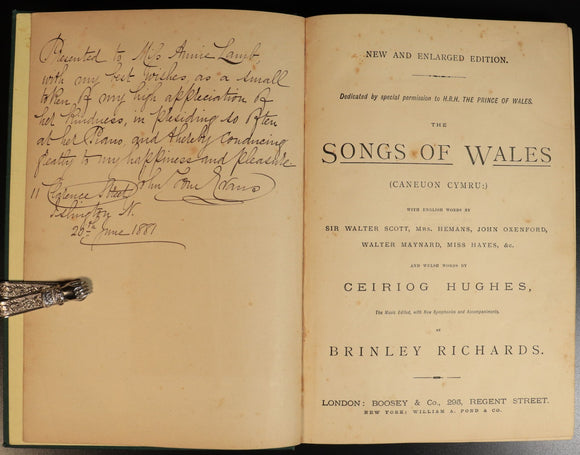 Presented to Miss Annie Lamb
with my best wishes as a small
token of my high appreciation of
her kindness, in presiding so often
at her Piano, and thereby conducing
greatly to my happiness and pleasure
John Evans
11 Street
Islington N.
20th June 1881
NEW AND ENLARGED EDITION.
Dedicated by special permission to H.R.H. THE PRINCE OF WALES.
THE
SONGS OF WALES
(CANEUON CYMRU:)
WITH ENGLISH WORDS BY
SIR WALTER SCOTT, MRS. HEMANS, JOHN OXENFORD,
WALTER MAYNARD, MISS HAYES, &c.
AND WELSH WORDS BY
CEIRIOG HUGHES,
The Music Edited, with New Symphonies and Accompaniments,
BY
BRINLEY RICHARDS.
LONDON: BOOSEY & Co., 295, REGENT STREET.
NEW YORK: WILLIAM A. POND & CO.